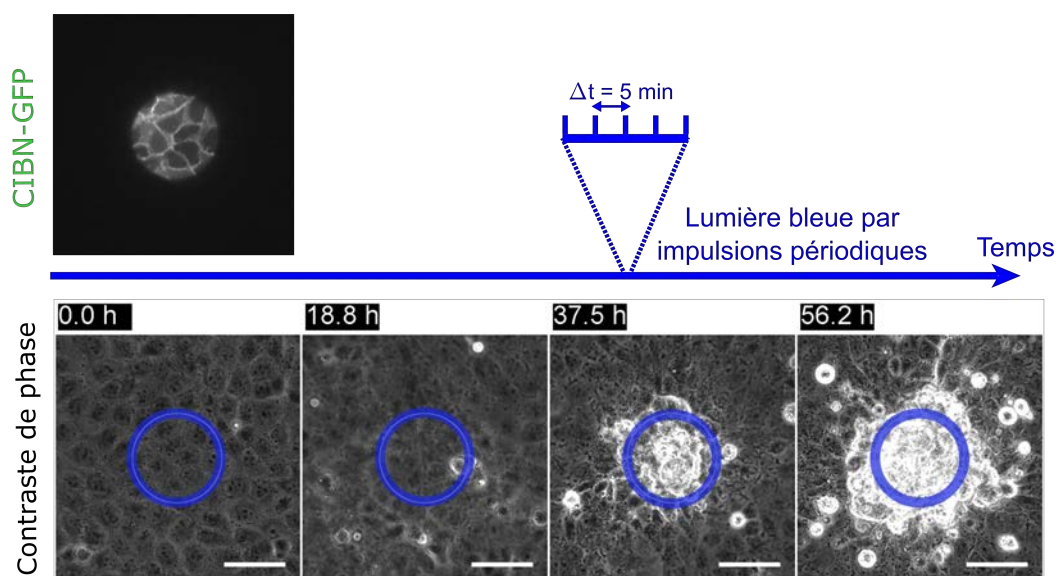 CIBN-GFP
Δt = 5 min
Lumière bleue par
impulsions périodiques
Temps
Contraste de phase
0.0 h
18.8 h
37.5 h
56.2 h